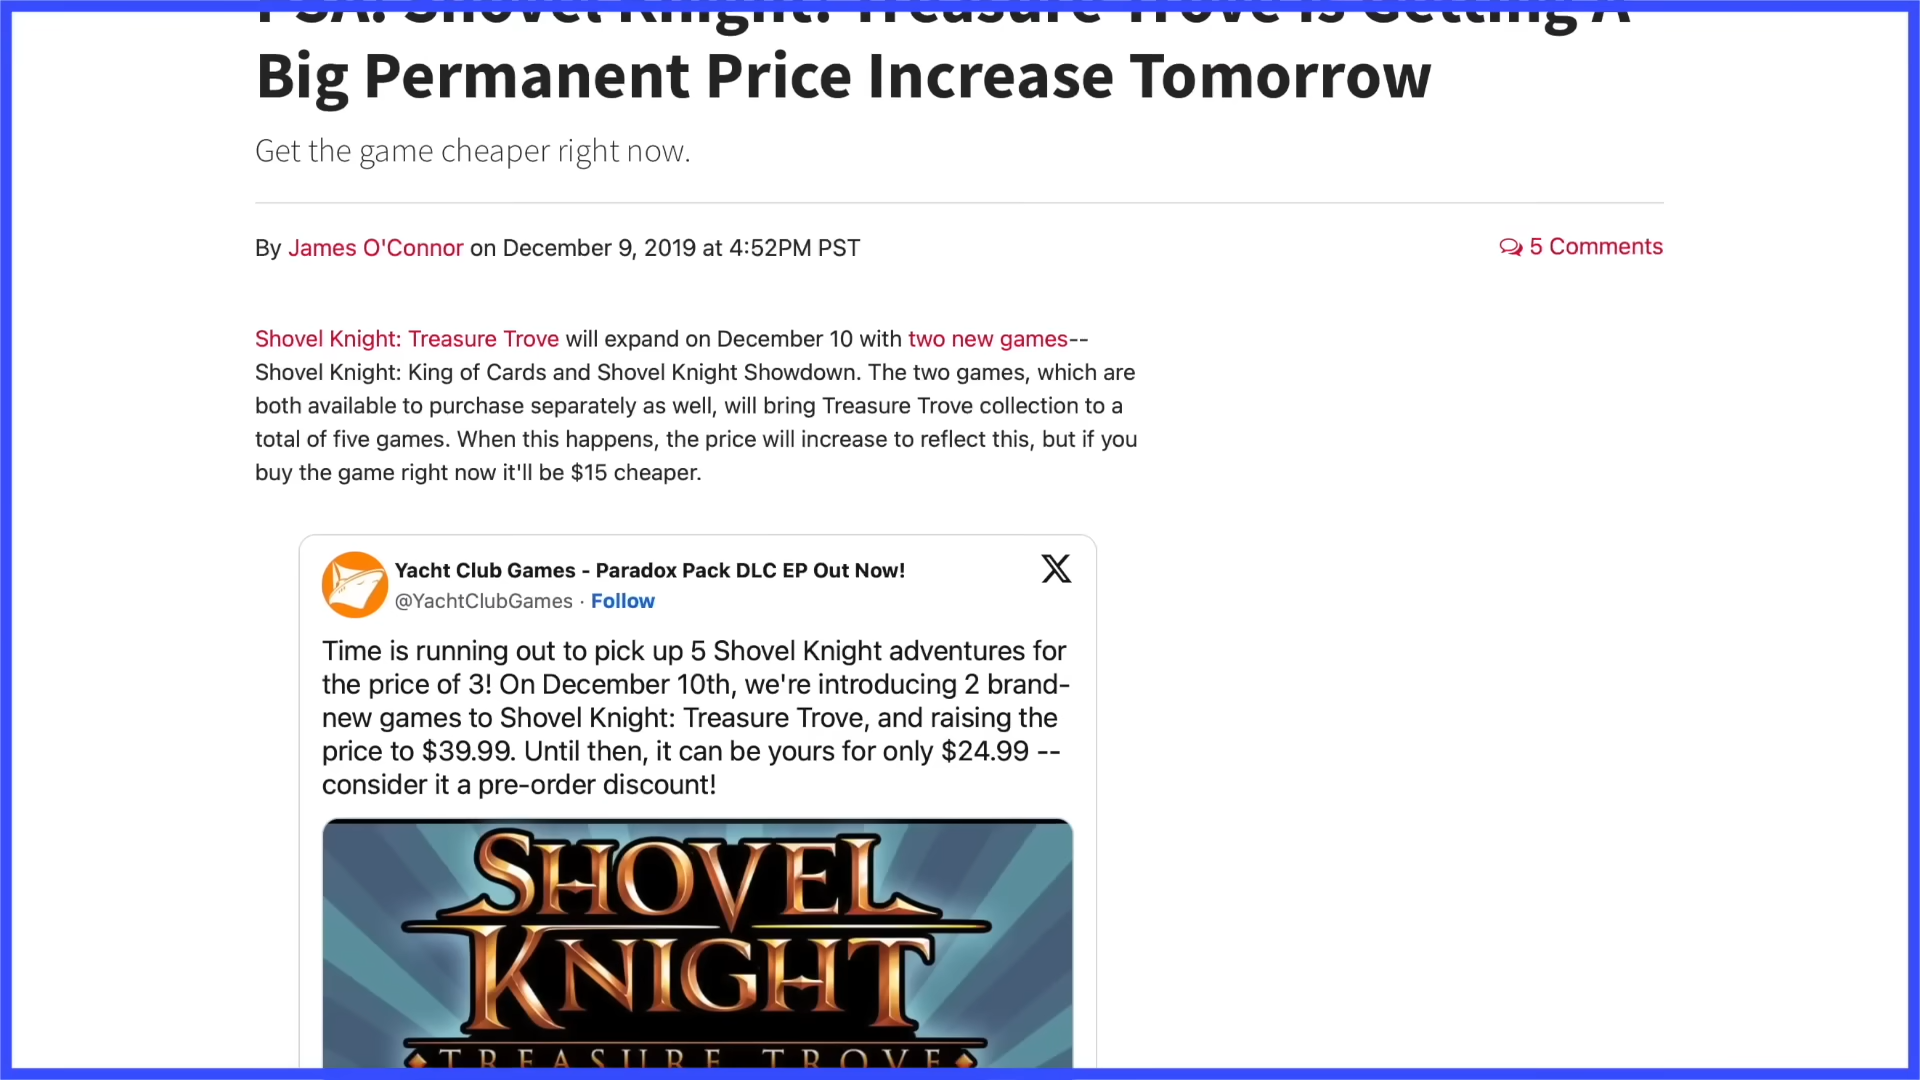 PSA: Shovel Knight: Treasure Trove Is Getting A
Big Permanent Price Increase Tomorrow
Get the game cheaper right now.
By James O'Connor on December 9, 2019 at 4:52PM PST
5 Comments
Shovel Knight: Treasure Trove will expand on December 10 with two new games--
Shovel Knight: King of Cards and Shovel Knight Showdown. The two games, which are
both available to purchase separately as well, will bring Treasure Trove collection to a
total of five games. When this happens, the price will increase to reflect this, but if you
buy the game right now it'll be $15 cheaper.
Yacht Club Games - Paradox Pack DLC EP Out Now!
@YachtClubGames · Follow
X
Time is running out to pick up 5 Shovel Knight adventures for
the price of 3! On December 10th, we're introducing 2 brand-
new games to Shovel Knight: Treasure Trove, and raising the
price to $39.99. Until then, it can be yours for only $24.99 --
consider it a pre-order discount!
SHOVEL
KNIGHT
TREASURE TROVE